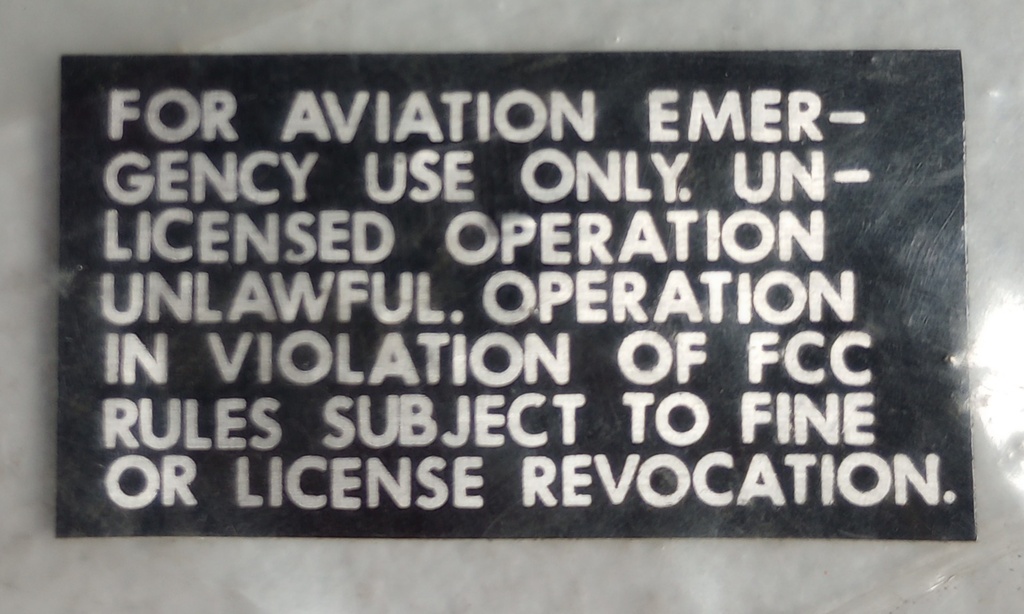 FOR AVIATION EMER-
GENCY USE ONLY. UN-
LICENSED OPERATION
UNLAWFUL. OPERATION
IN VIOLATION OF FCC
RULES SUBJECT TO FINE
OR LICENSE REVOCATION.